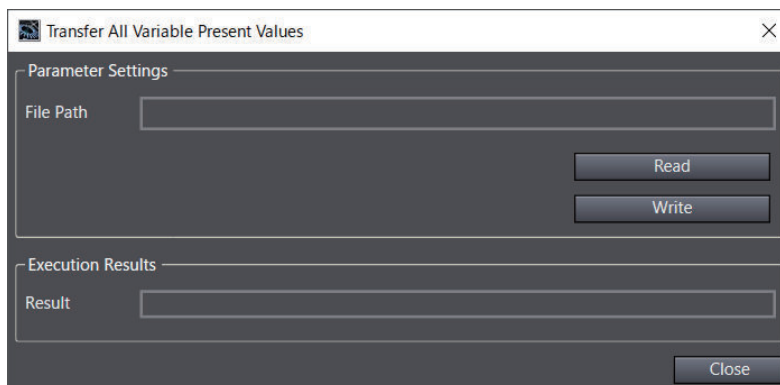 Transfer All Variable Present Values
Parameter Settings
File Path
Read
Write
Execution Results
Result
Close